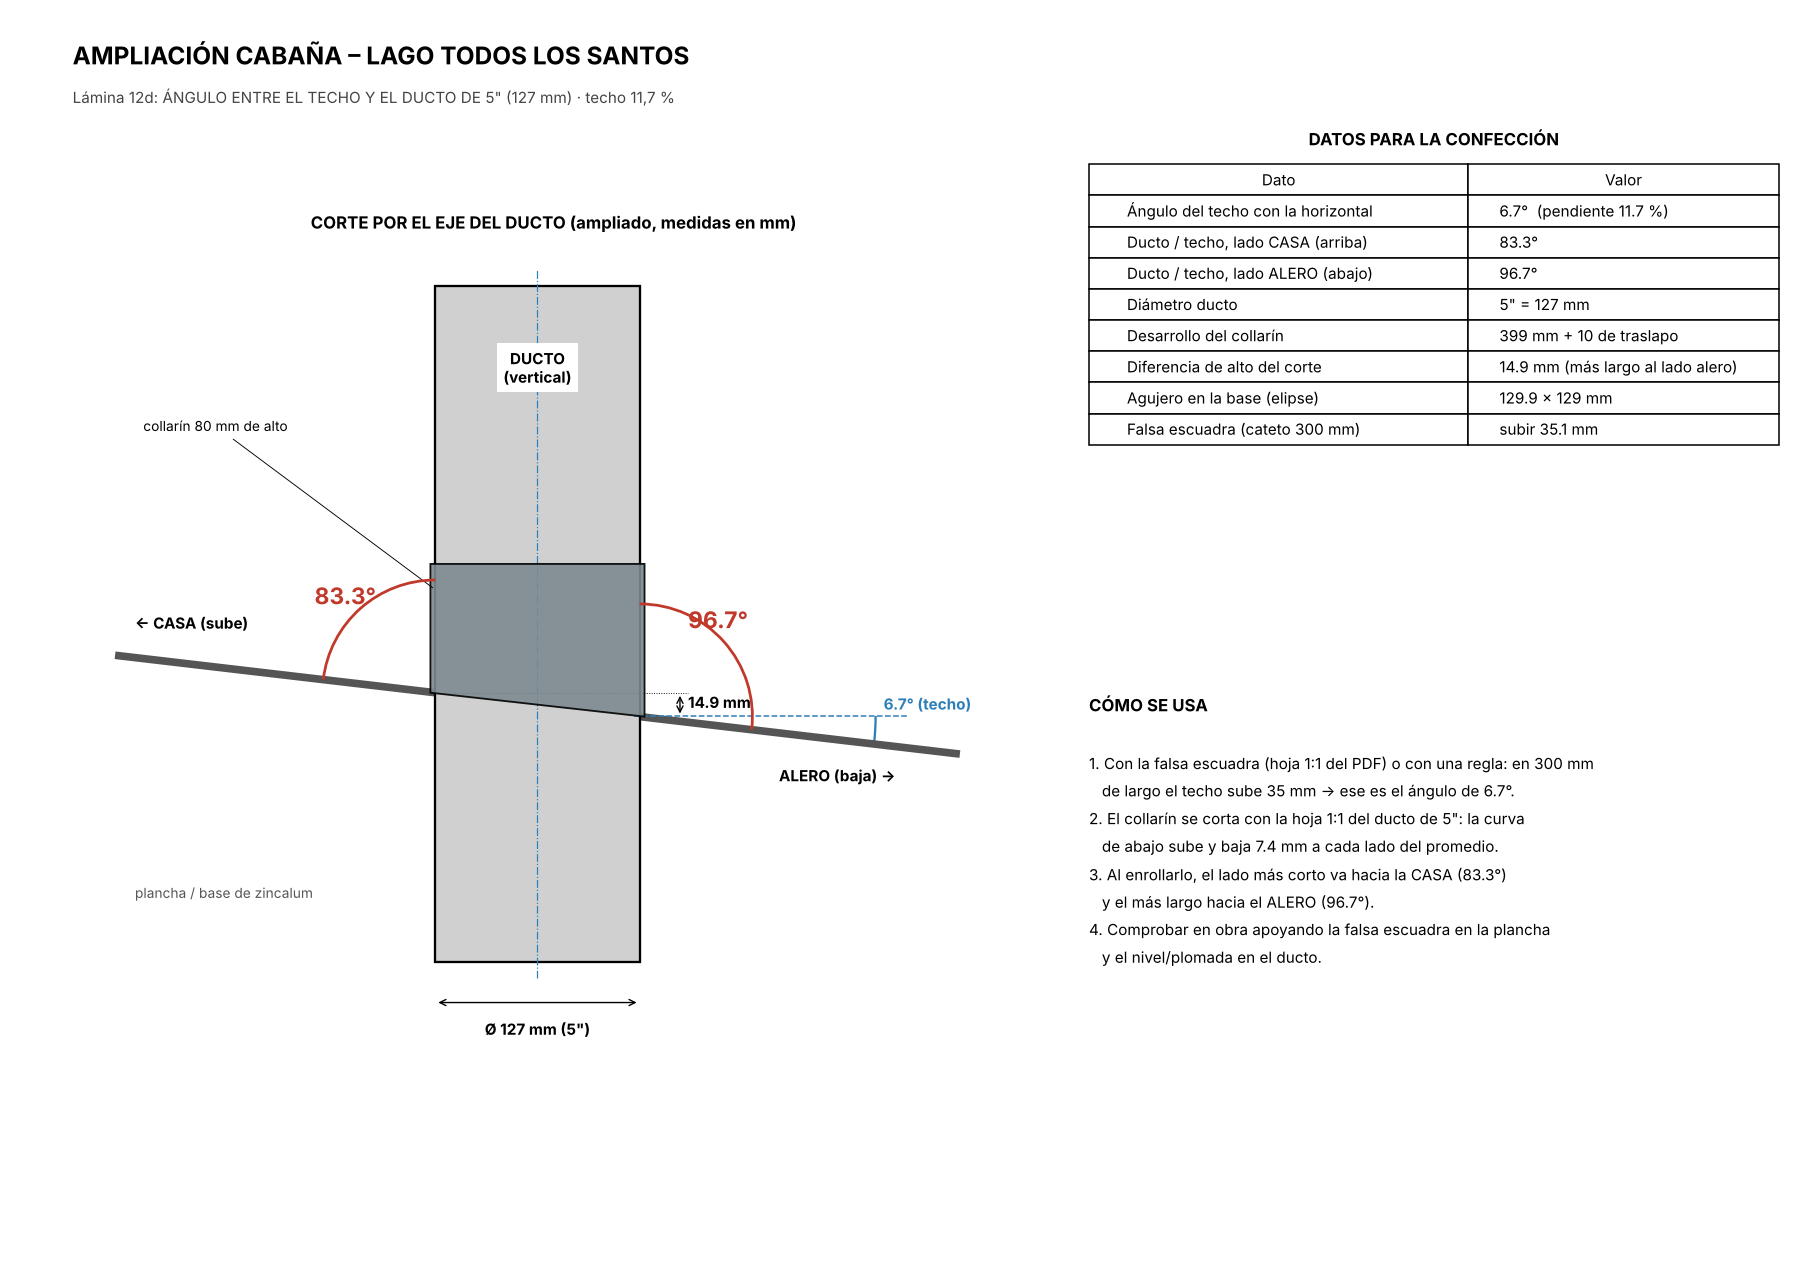 AMPLIACIÓN CABAÑA – LAGO TODOS LOS SANTOS
Lámina 12d: ÁNGULO ENTRE EL TECHO Y EL DUCTO DE 5" (127 mm) · techo 11,7 %
CORTE POR EL EJE DEL DUCTO (ampliado, medidas en mm)
DUCTO
(vertical)
collarín 80 mm de alto
83.3°
96.7°
← CASA (sube)
14.9 mm
6.7° (techo)
ALERO (baja) →
plancha / base de zincalum
Ø 127 mm (5")
DATOS PARA LA CONFECCIÓN
Dato Valor
Ángulo del techo con la horizontal 6.7° (pendiente 11.7 %)
Ducto / techo, lado CASA (arriba) 83.3°
Ducto / techo, lado ALERO (abajo) 96.7°
Diámetro ducto 5" = 127 mm
Desarrollo del collarín 399 mm + 10 de traslapo
Diferencia de alto del corte 14.9 mm (más largo al lado alero)
Agujero en la base (elipse) 129.9 × 129 mm
Falsa escuadra (cateto 300 mm) subir 35.1 mm
CÓMO SE USA
1. Con la falsa escuadra (hoja 1:1 del PDF) o con una regla: en 300 mm
de largo el techo sube 35 mm → ese es el ángulo de 6.7°.
2. El collarín se corta con la hoja 1:1 del ducto de 5": la curva
de abajo sube y baja 7.4 mm a cada lado del promedio.
3. Al enrollarlo, el lado más corto va hacia la CASA (83.3°)
y el más largo hacia el ALERO (96.7°).
4. Comprobar en obra apoyando la falsa escuadra en la plancha
y el nivel/plomada en el ducto.